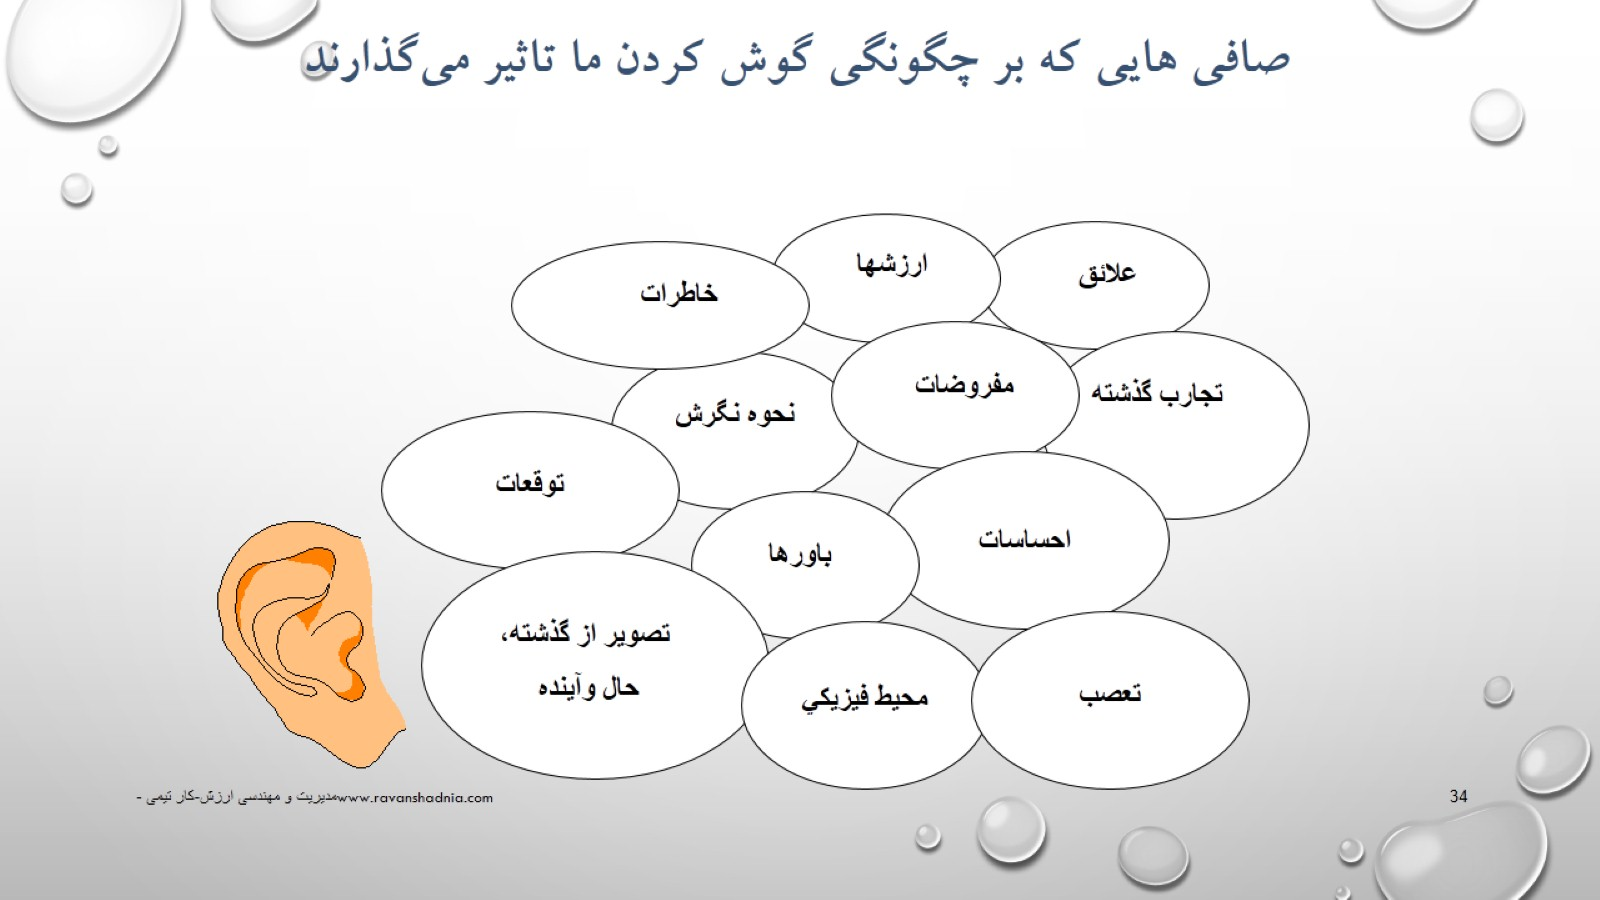 صافی هایی که بر چگونگی گوش کردن ما تاثیر می‌گذارند
علائق
ارزشها
خاطرات
تجارب گذشته
مفروضات
نحوه نگرش
توقعات
احساسات
باورها
تصویر از گذشته،
حال وآینده
محیط فیزیکي
تعصب
مدیریت و مهندسی ارزش-کار تیمی - www.ravanshadnia.com
34